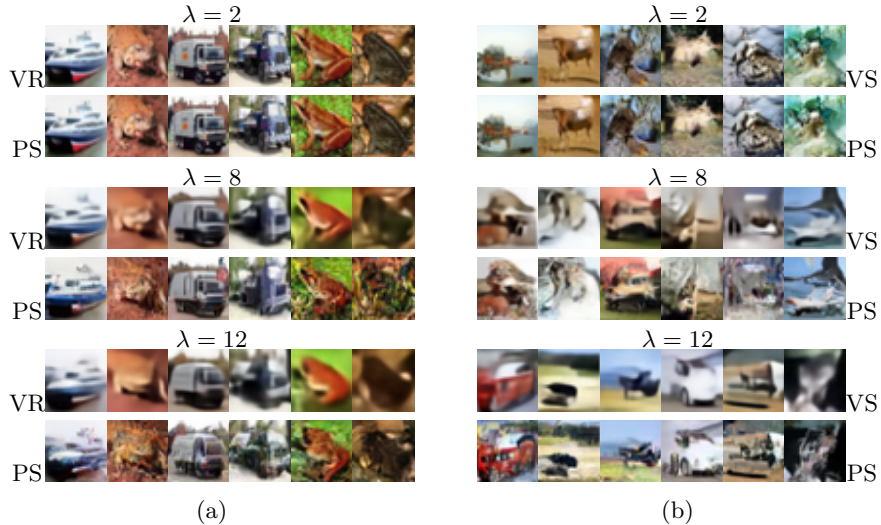 λ = 2
VR
PS
λ = 8
VR
PS
λ = 12
VR
PS
(a)
λ = 2
VS
PS
λ = 8
VS
PS
λ = 12
VS
PS
(b)